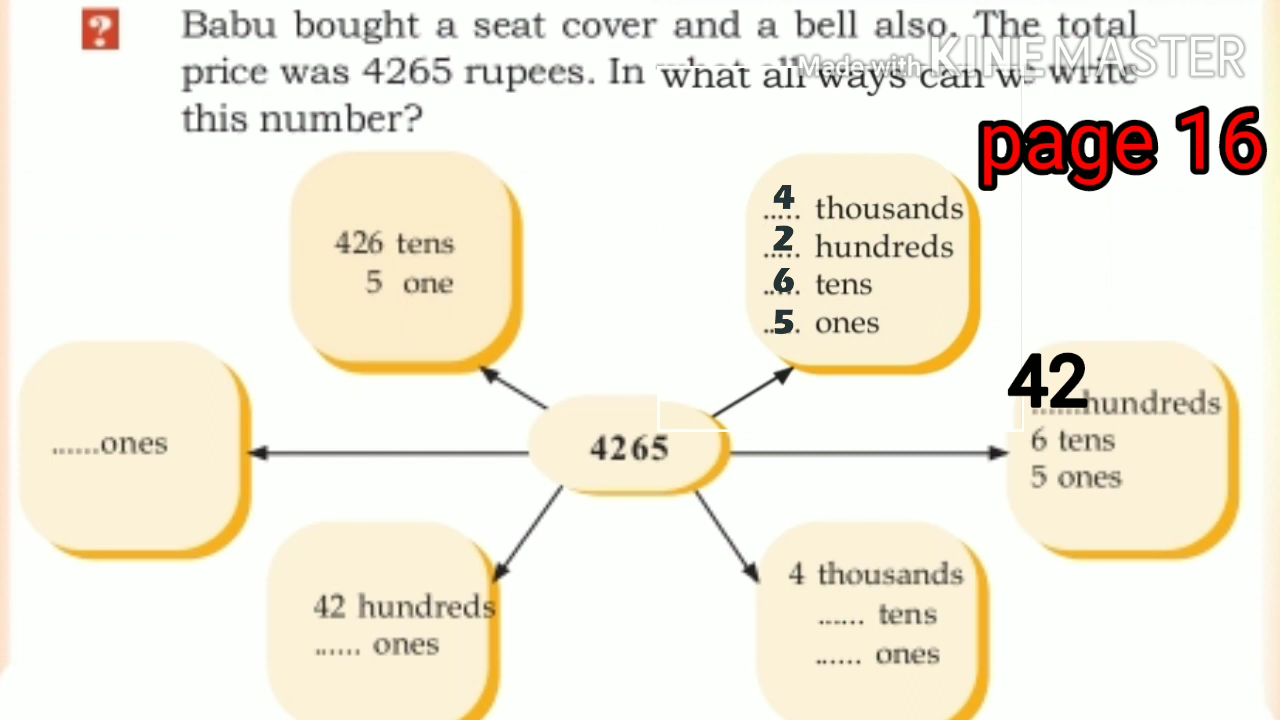 ? Babu bought a seat cover and a bell also. The total
price was 4265 rupees. In what all ways can we write
this number?
Made with KINEMASTER
page 16
426 tens
5 one
4 thousands
2 hundreds
6 tens
5 ones
42 ......hundreds
6 tens
5 ones
4265
......ones
42 hundreds
...... ones
4 thousands
...... tens
...... ones